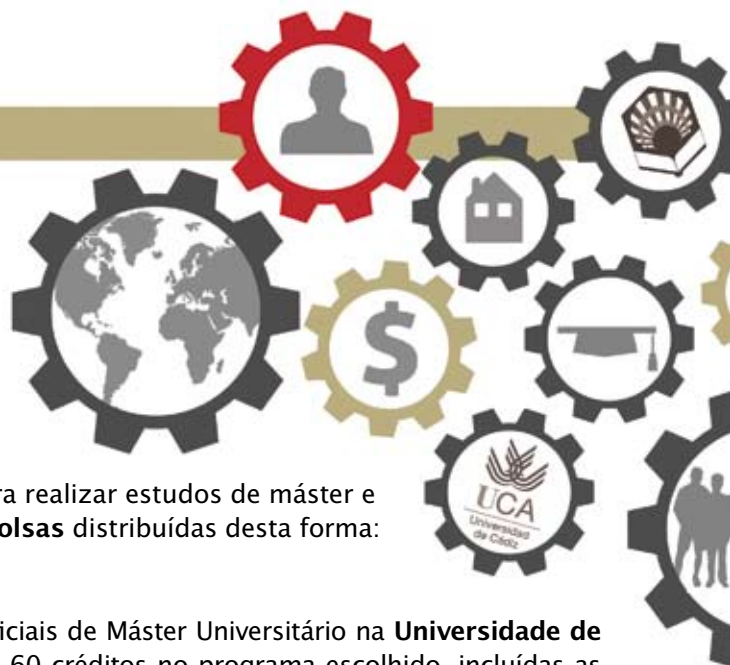 $
UCA
Universidad
de Cádiz
ra realizar estudos de máster e
olsas distribuídas desta forma:
iciais de Máster Universitário na Universidade de
60 créditos no programa escolhido, incluídas as